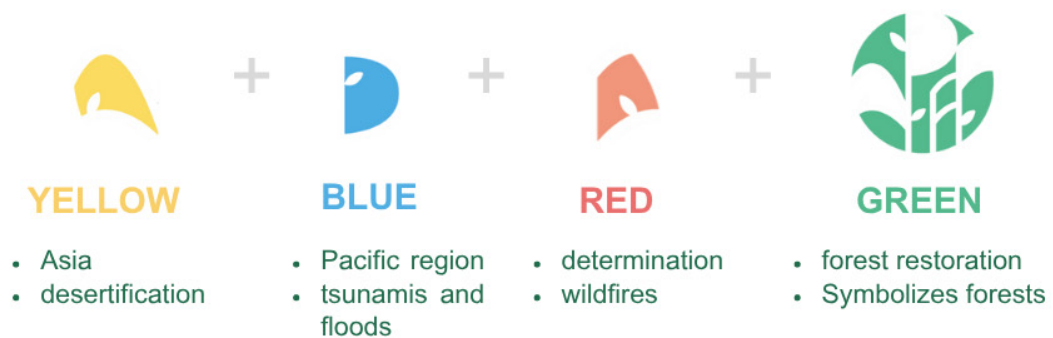 YELLOW
• Asia
• desertification
BLUE
• Pacific region
• tsunamis and
floods
RED
• determination
• wildfires
GREEN
• forest restoration
• Symbolizes forests